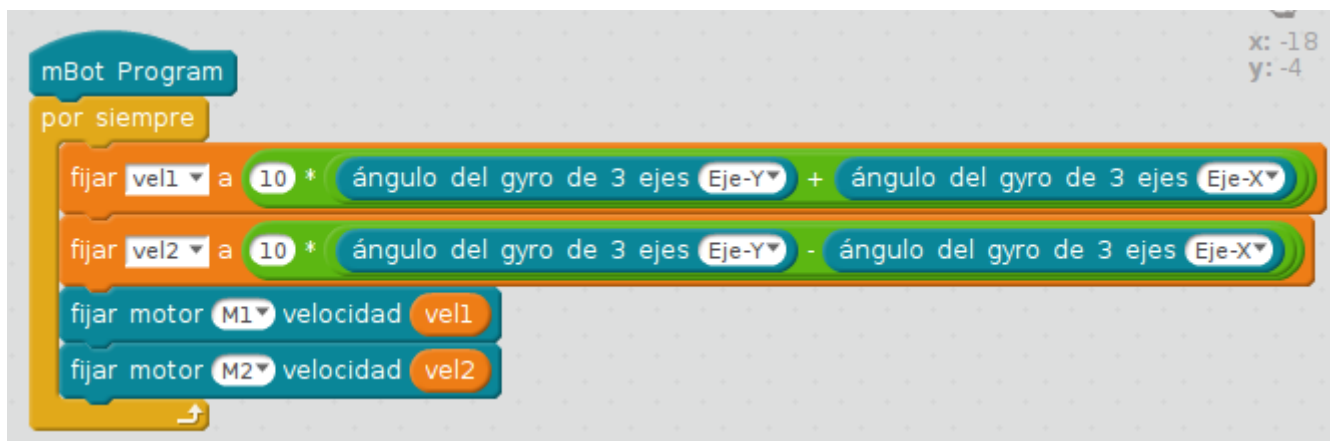 x: -18
y: -4
mBot Program
por siempre
fijar vel1 a 10 * ángulo del gyro de 3 ejes Eje-Y + ángulo del gyro de 3 ejes Eje-X
fijar vel2 a 10 * ángulo del gyro de 3 ejes Eje-Y - ángulo del gyro de 3 ejes Eje-X
fijar motor M1 velocidad vel1
fijar motor M2 velocidad vel2